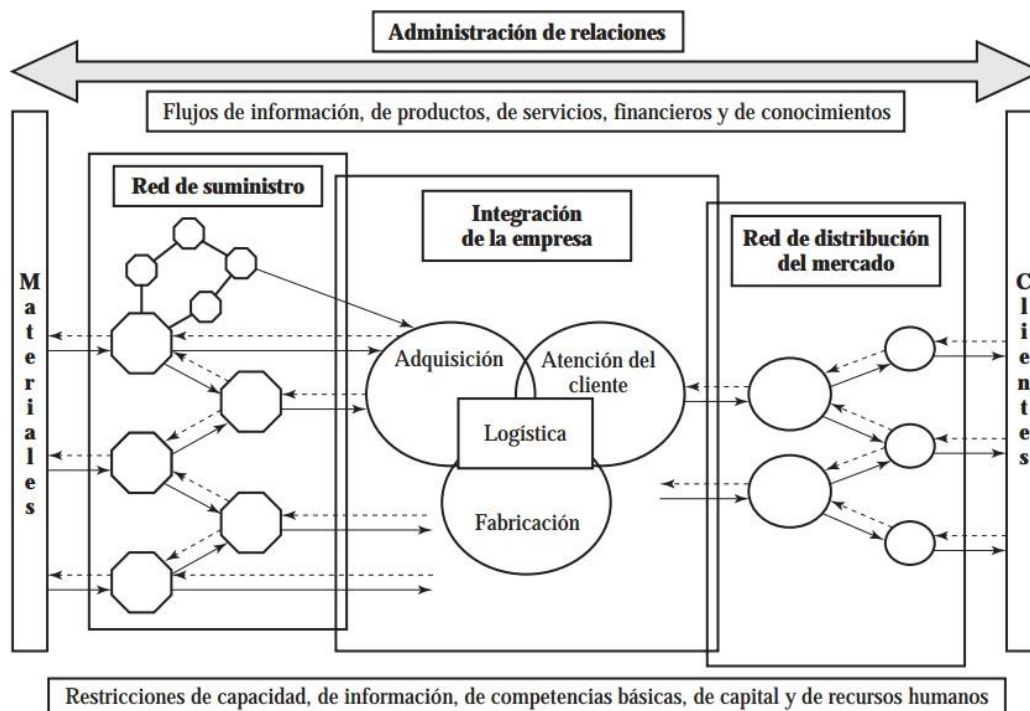 Administración de relaciones
Flujos de información, de productos, de servicios, financieros y de conocimientos
Materiales
Red de suministro
Integración
de la empresa
Red de distribución
del mercado
Clientes
Adquisición
Atención del
cliente
Logística
Fabricación
Restricciones de capacidad, de información, de competencias básicas, de capital y de recursos humanos